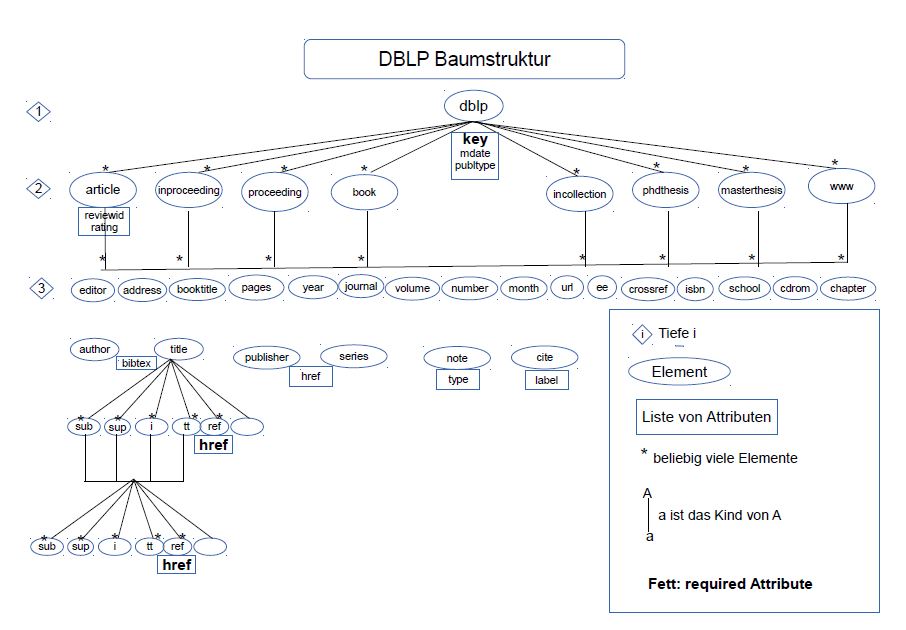 DBLP Baumstruktur
1
dblp
key
mdate
publtype
* * * * * * * *
2
article
inproceeding
proceeding
book
incollection
phdthesis
masterthesis
www
reviewid
rating
* * * * * * *
3
editor
address
booktitle
pages
year
journal
volume
number
month
url
ee
crossref
isbn
school
cdrom
chapter
author
title
bibtex
publisher
series
href
note
type
cite
label
* * * * *
sub
sup
i
tt
ref
href
* * * * *
sub
sup
i
tt
ref
href
i Tiefe i
Element
Liste von Attributen
* beliebig viele Elemente
A
a ist das Kind von A
a
Fett: required Attribute